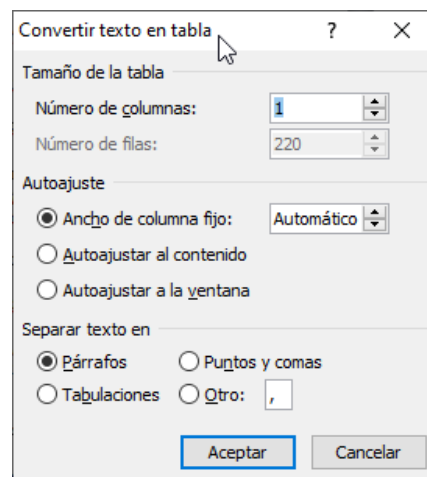 Convertir texto en tabla ?
Tamaño de la tabla
Número de columnas: 1
Número de filas: 220
Autoajuste
Ancho de columna fijo: Automático
Autoajustar al contenido
Autoajustar a la ventana
Separar texto en
Párrafos Puntos y comas
Tabulaciones Otro: ,
Aceptar Cancelar